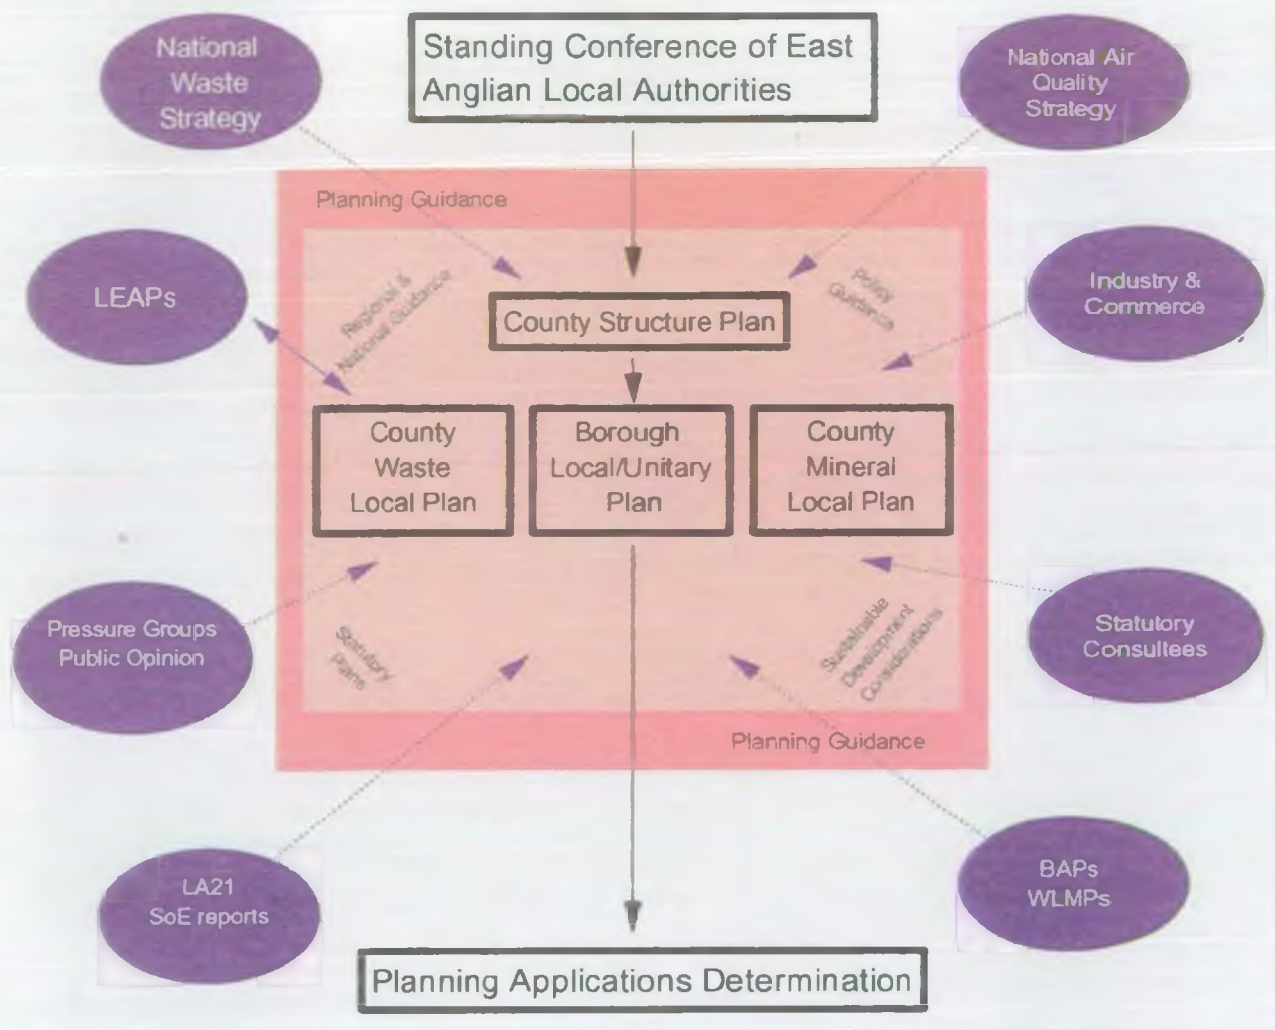 National
Waste
Strategy
Standing Conference of East
Anglian Local Authorities
National Air
Quality
Strategy
Planning Guidance
LEAPs
Regional &
National Guidance
Policy
Guidance
Industry &
Commerce
County Structure Plan
County
Waste
Local Plan
Borough
Local/Unitary
Plan
County
Mineral
Local Plan
Pressure Groups
Public Opinion
Statutory
plans
Sustainable
Development
Considerations
Statutory
Consultees
Planning Guidance
LA21
SoE reports
BAPs
WLMPs
Planning Applications Determination